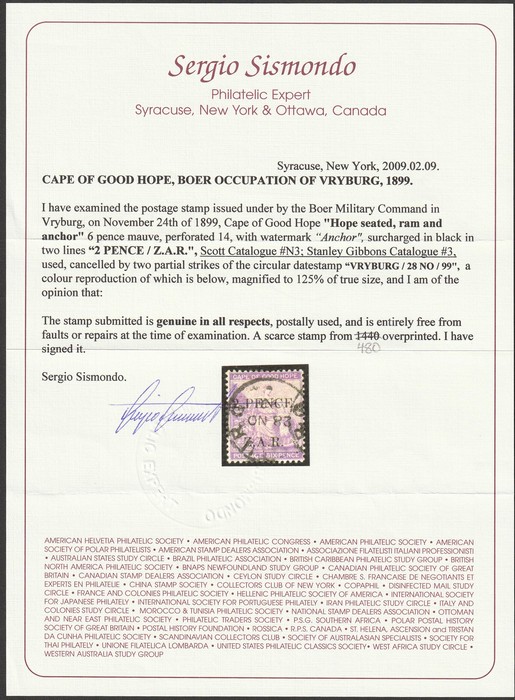 Sergio Sismondo
Philatelic Expert
Syracuse, New York & Ottawa, Canada
Syracuse, New York, 2009.02.09.
CAPE OF GOOD HOPE, BOER OCCUPATION OF VRYBURG, 1899.
I have examined the postage stamp issued under by the Boer Military Command in
Vryburg, on November 24th of 1899, Cape of Good Hope "Hope seated, ram and
anchor" 6 pence mauve, perforated 14, with watermark "Anchor", surcharged in black in
two lines "2 PENCE / Z.A.R.", Scott Catalogue #N3; Stanley Gibbons Catalogue #3,
used, cancelled by two partial strikes of the circular datestamp "VRYBURG / 28 NO / 99", a
colour reproduction of which is below, magnified to 125% of true size, and I am of the
opinion that:
The stamp submitted is genuine in all respects, postally used, and is entirely free from
faults or repairs at the time of examination. A scarce stamp from 1440 overprinted. I have
480
signed it.
Sergio Sismondo.
CAPE OF GOOD HOPE
2 PENCE
Z.A.R.
POSTAGE SIX PENCE
AMERICAN HELVETIA PHILATELIC SOCIETY • AMERICAN PHILATELIC CONGRESS • AMERICAN PHILATELIC SOCIETY • AMERICAN
SOCIETY OF POLAR PHILATELISTS • AMERICAN STAMP DEALERS ASSOCIATION • ASSOCIAZIONE FILATELISTI ITALIANI PROFESSIONISTI
• AUSTRALIAN STATES STUDY CIRCLE • BRAZIL PHILATELIC ASSOCIATION • BRITISH CARIBBEAN PHILATELIC STUDY GROUP • BRITISH
NORTH AMERICA PHILATELIC SOCIETY • BNAPS NEWFOUNDLAND STUDY GROUP • CANADIAN PHILATELIC SOCIETY OF GREAT
BRITAIN • CANADIAN STAMP DEALERS ASSOCIATION • CEYLON STUDY CIRCLE • CHAMBRE S. FRANCAISE DE NEGOTIANTS ET
EXPERTS EN PHILATELIE • CHINA STAMP SOCIETY • COLLECTORS CLUB OF NEW YORK • COPAPHIL • DISINFECTED MAIL STUDY
CIRCLE • FRANCE AND COLONIES PHILATELIC SOCIETY • HELLENIC PHILATELIC SOCIETY OF AMERICA • INTERNATIONAL SOCIETY
FOR JAPANESE PHILATELY • INTERNATIONAL SOCIETY FOR PORTUGUESE PHILATELY • IRAN PHILATELIC STUDY CIRCLE • ITALY AND
COLONIES STUDY CIRCLE • MOROCCO & TUNISIA PHILATELIC SOCIETY • NATIONAL STAMP DEALERS ASSOCIATION • OTTOMAN
AND NEAR EAST PHILATELIC SOCIETY • PHILATELIC TRADERS SOCIETY • P.S.G. SOUTHERN AFRICA • POLAR POSTAL HISTORY
SOCIETY OF GREAT BRITAIN • POSTAL HISTORY FOUNDATION • ROSSICA • R.P.S. CANADA • ST. HELENA, ASCENSION and TRISTAN
DA CUNHA PHILATELIC SOCIETY • SCANDINAVIAN COLLECTORS CLUB • SOCIETY OF AUSTRALASIAN SPECIALISTS • SOCIETY FOR
THAI PHILATELY • UNIONE FILATELICA LOMBARDA • UNITED STATES PHILATELIC CLASSICS SOCIETY • WEST AFRICA STUDY CIRCLE •
WESTERN AUSTRALIA STUDY GROUP